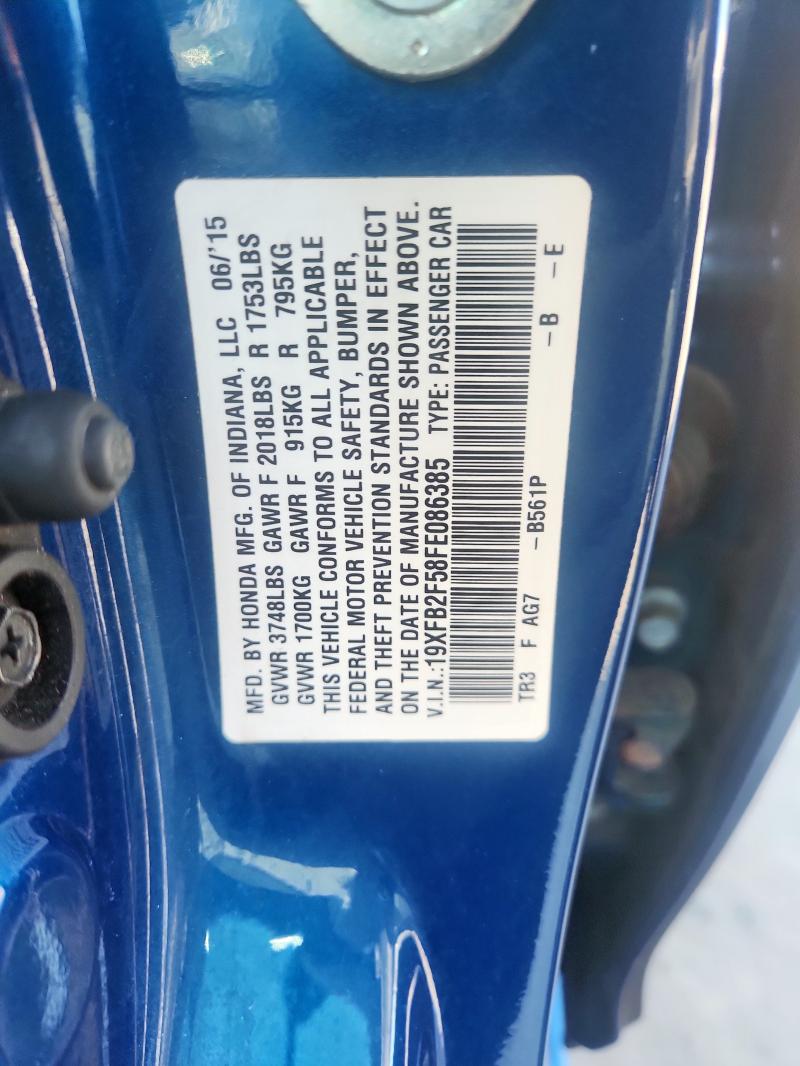 MFD. BY HONDA MFG. OF INDIANA, LLC 06/'15
GVWR 3748LBS GAWR F 2018LBS R 1753LBS
GVWR 1700KG GAWR F 915KG R 795KG
THIS VEHICLE CONFORMS TO ALL APPLICABLE
FEDERAL MOTOR VEHICLE SAFETY, BUMPER,
AND THEFT PREVENTION STANDARDS IN EFFECT
ON THE DATE OF MANUFACTURE SHOWN ABOVE.
V.I.N.:19XFB2F58FE086385 TYPE: PASSENGER CAR
TR3 F AG7 -B561P -B -E